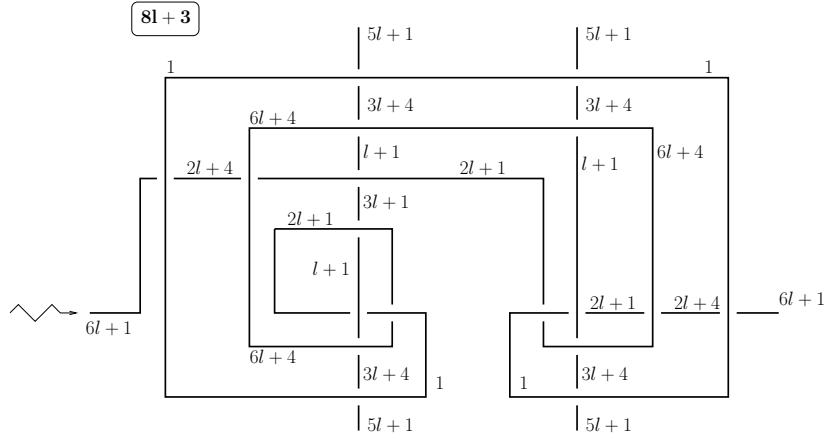 8l + 3
5l + 1
5l + 1
1
1
3l + 4
3l + 4
6l + 4
l + 1
6l + 4
2l + 4
2l + 1
l + 1
3l + 1
2l + 1
l + 1
2l + 1
2l + 4
6l + 1
6l + 1
6l + 4
3l + 4
1
1
3l + 4
5l + 1
5l + 1